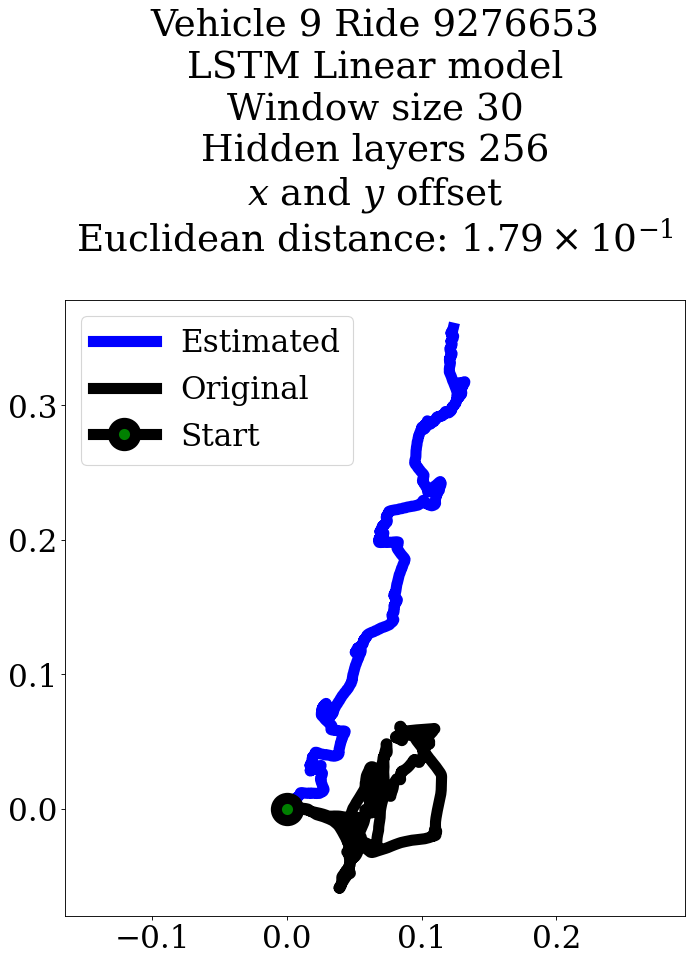 Vehicle 9 Ride 9276653
LSTM Linear model
Window size 30
Hidden layers 256
x and y offset
Euclidean distance: 1.79 × 10⁻¹
Estimated
Original
Start
0.3
0.2
0.1
0.0
−0.1 0.0 0.1 0.2